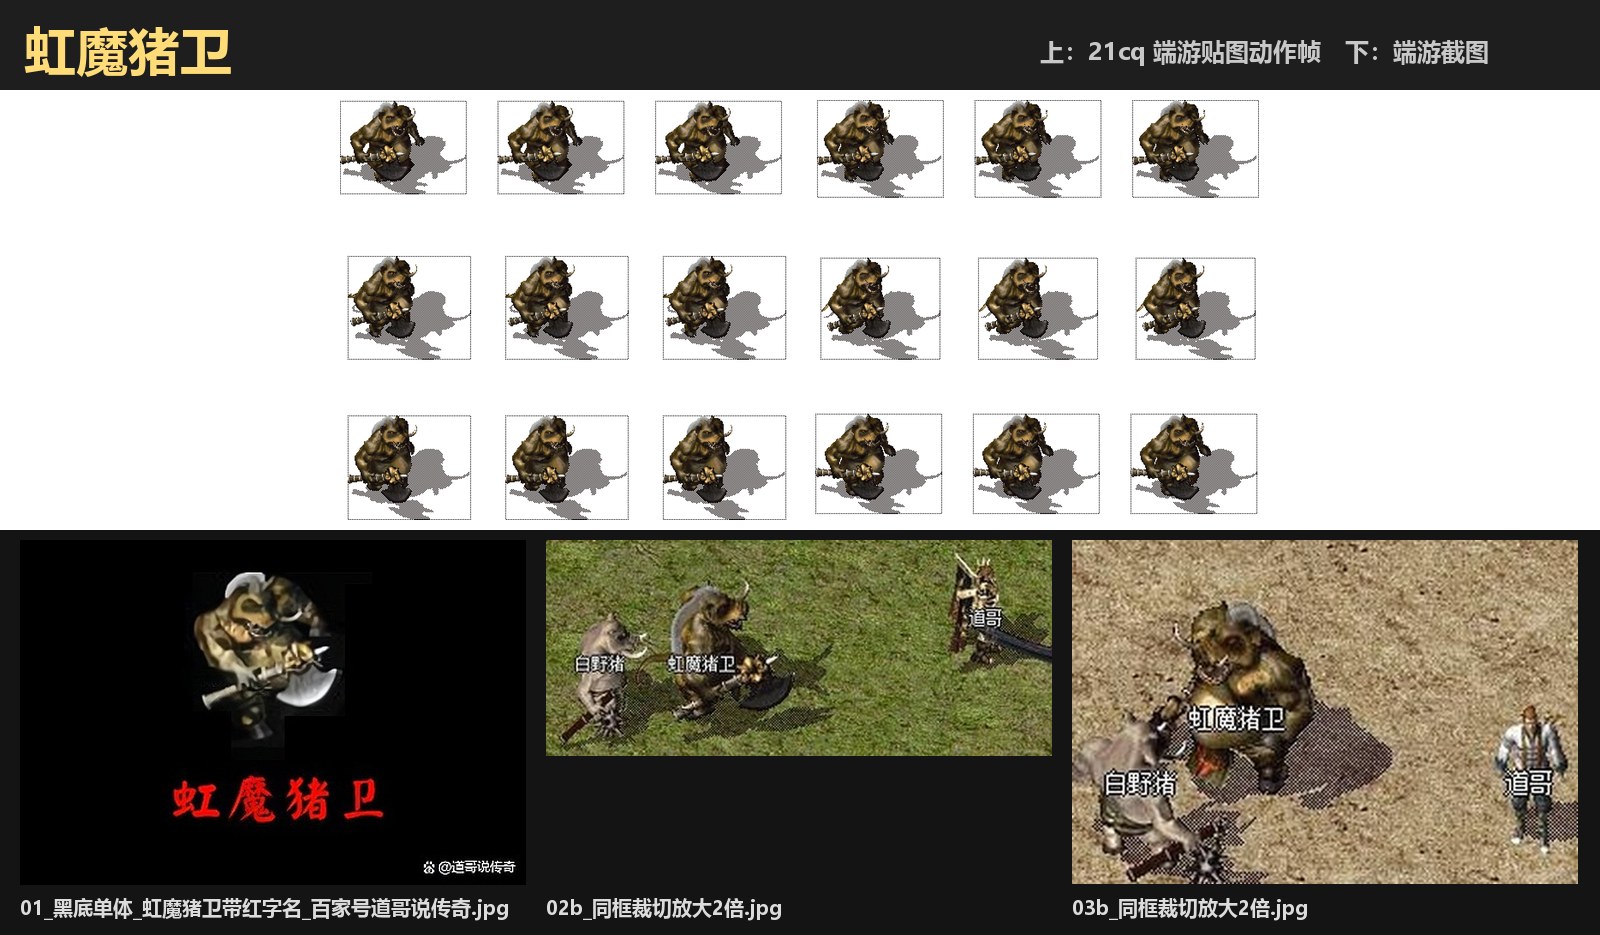 虹魔猪卫
上：21cq 端游贴图动作帧　下：端游截图
虹魔猪卫
@道哥说传奇
白野猪
虹魔猪卫
道哥
虹魔猪卫
白野猪
道哥
01_黑底单体_虹魔猪卫带红字名_百家号道哥说传奇.jpg
02b_同框裁切放大2倍.jpg
03b_同框裁切放大2倍.jpg